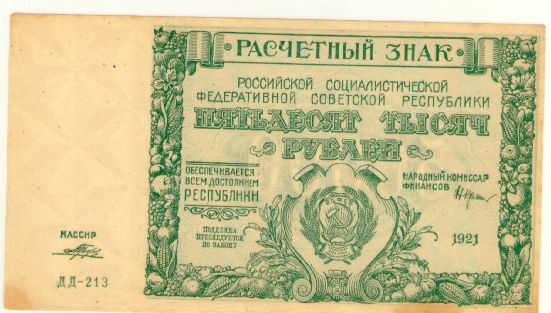 РАСЧЕТНЫЙ ЗНАК
РОССИЙСКОЙ СОЦИАЛИСТИЧЕСКОЙ
ФЕДЕРАТИВНОЙ СОВЕТСКОЙ РЕСПУБЛИКИ
ПЯТЬДЕСЯТ ТЫСЯЧ
РУБЛЕЙ
ОБЕСПЕЧИВАЕТСЯ
ВСЕМ ДОСТОЯНИЕМ
РЕСПУБЛИКИ
НАРОДНЫЙ КОМИССАР
ФИНАНСОВ
ПОДДЕЛКА
ПРЕСЛЕДУЕТСЯ
ПО ЗАКОНУ
1921
КАССИР
ДД-213